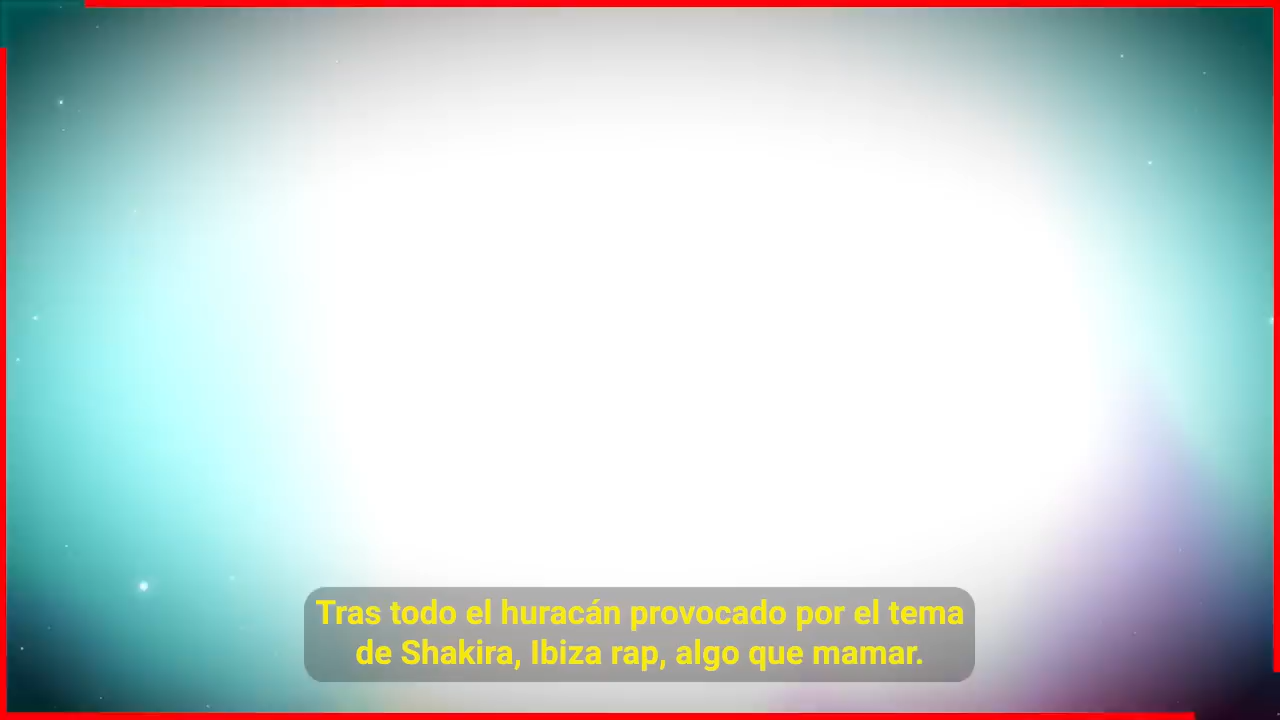 Tras todo el huracán provocado por el tema
de Shakira, Ibiza rap, algo que mamar.